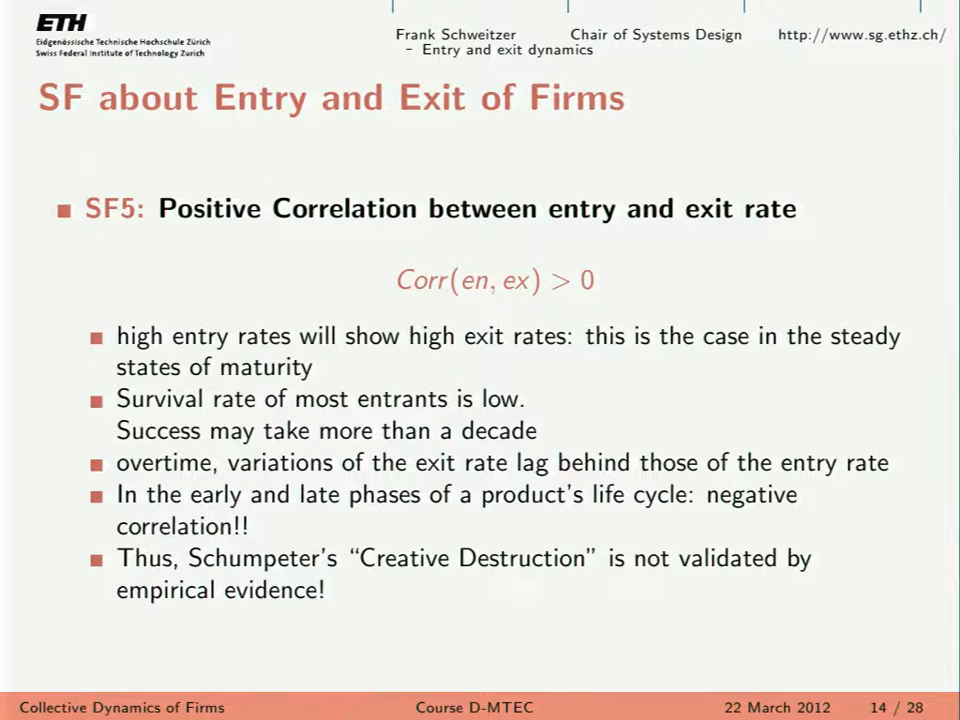 ETH
Eidgenössische Technische Hochschule Zürich
Swiss Federal Institute of Technology Zurich
Frank Schweitzer Chair of Systems Design http://www.sg.ethz.ch/
– Entry and exit dynamics
SF about Entry and Exit of Firms
SF5: Positive Correlation between entry and exit rate
Corr(en, ex) > 0
high entry rates will show high exit rates: this is the case in the steady
states of maturity
Survival rate of most entrants is low.
Success may take more than a decade
overtime, variations of the exit rate lag behind those of the entry rate
In the early and late phases of a product's life cycle: negative
correlation!!
Thus, Schumpeter's “Creative Destruction” is not validated by
empirical evidence!
Collective Dynamics of Firms Course D-MTEC 22 March 2012 14 / 28